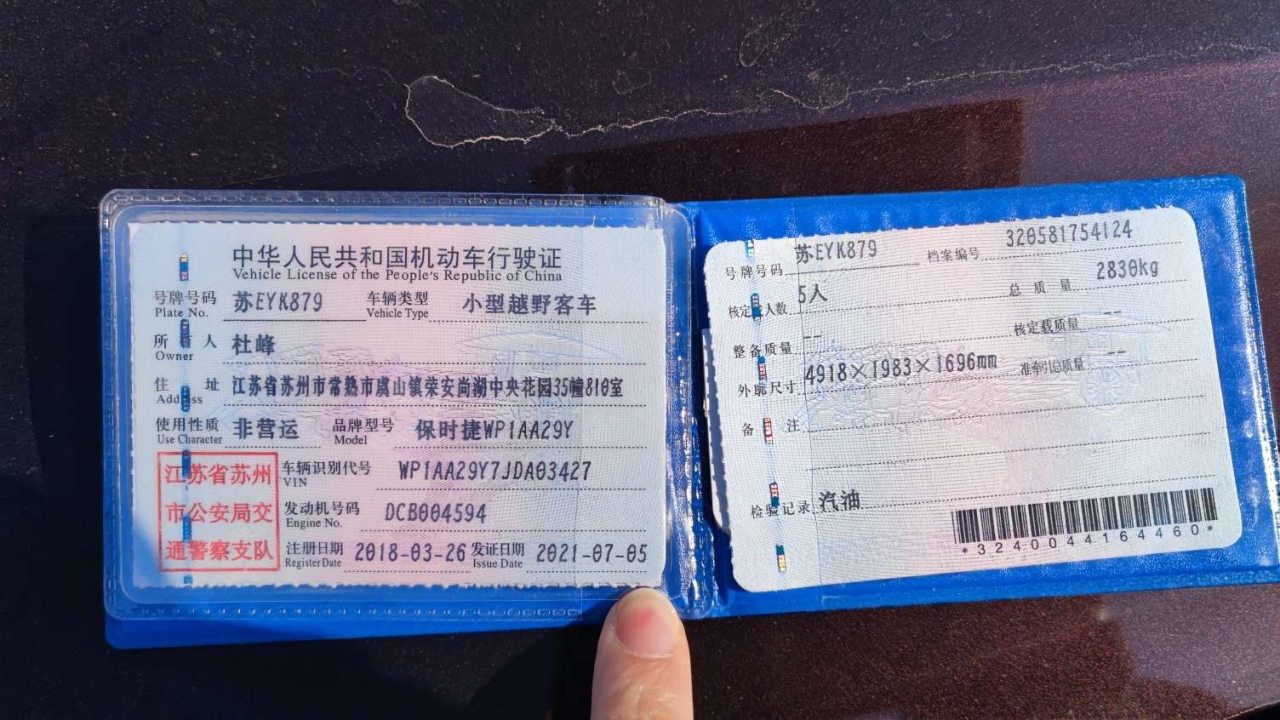 中华人民共和国机动车行驶证
Vehicle License of the People's Republic of China
号牌号码 苏EYK879 车辆类型 小型越野客车
Plate No. Vehicle Type
所有人 杜峰
Owner
住址 江苏省苏州市常熟市虞山镇荣安尚湖中央花园35幢810室
Address
使用性质 非营运 品牌型号 保时捷WP1AA29Y
Use Character Model
江苏省苏州
市公安局交
通警察支队
车辆识别代号 WP1AA29Y7JDA03427
VIN
发动机号码 DCB004594
Engine No.
注册日期 2018-03-26 发证日期 2021-07-05
Register Date Issue Date
号牌号码 苏EYK879 档案编号 320581754124
核定载人数 5人 总质量 2830kg
整备质量 -- 核定载质量 --
外廓尺寸 4918×1983×1696mm 准牵引总质量 --
备注
检验记录 汽油
*3240044164460*